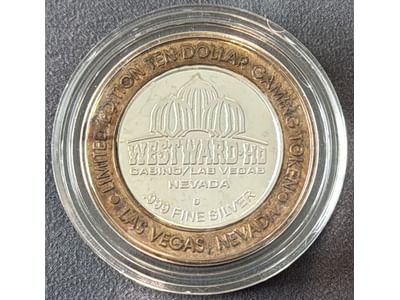 LIMITED EDITION TEN DOLLAR GAMING TOKEN
WESTWARD-HO
CASINO/LAS VEGAS
NEVADA
.999 FINE SILVER
• LAS VEGAS, NEVADA •